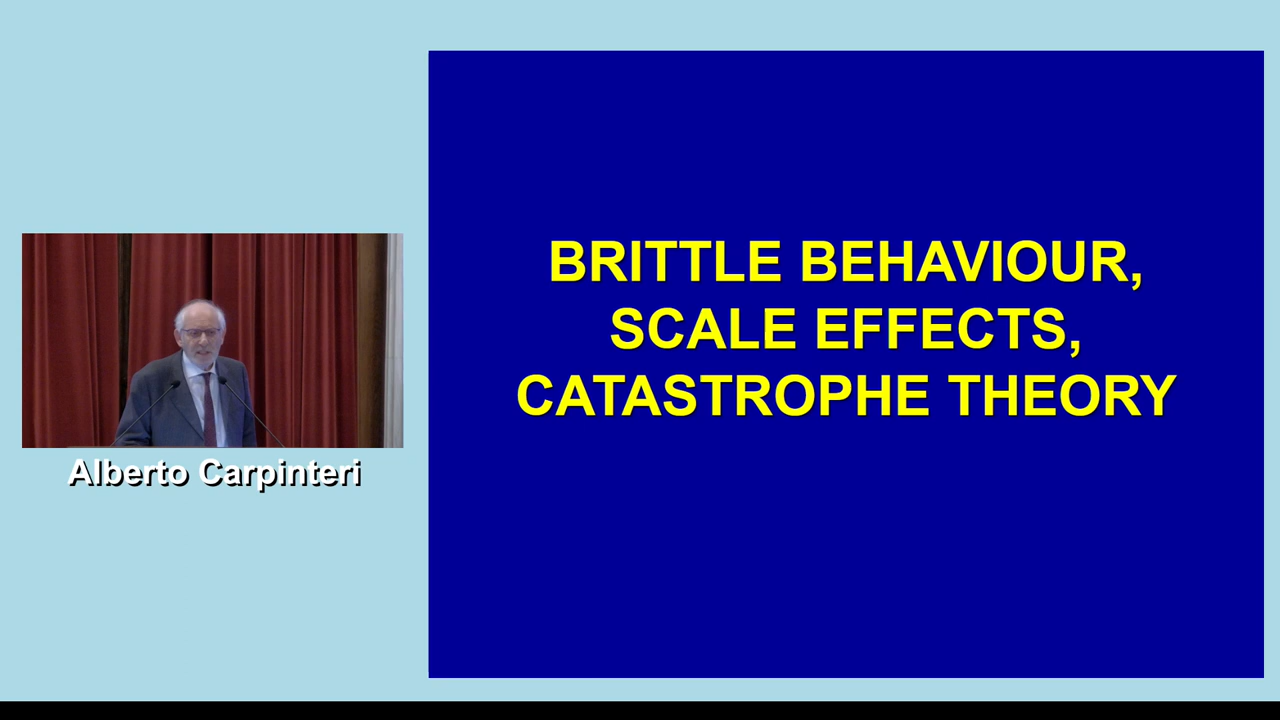 BRITTLE BEHAVIOUR,
SCALE EFFECTS,
CATASTROPHE THEORY
Alberto Carpinteri